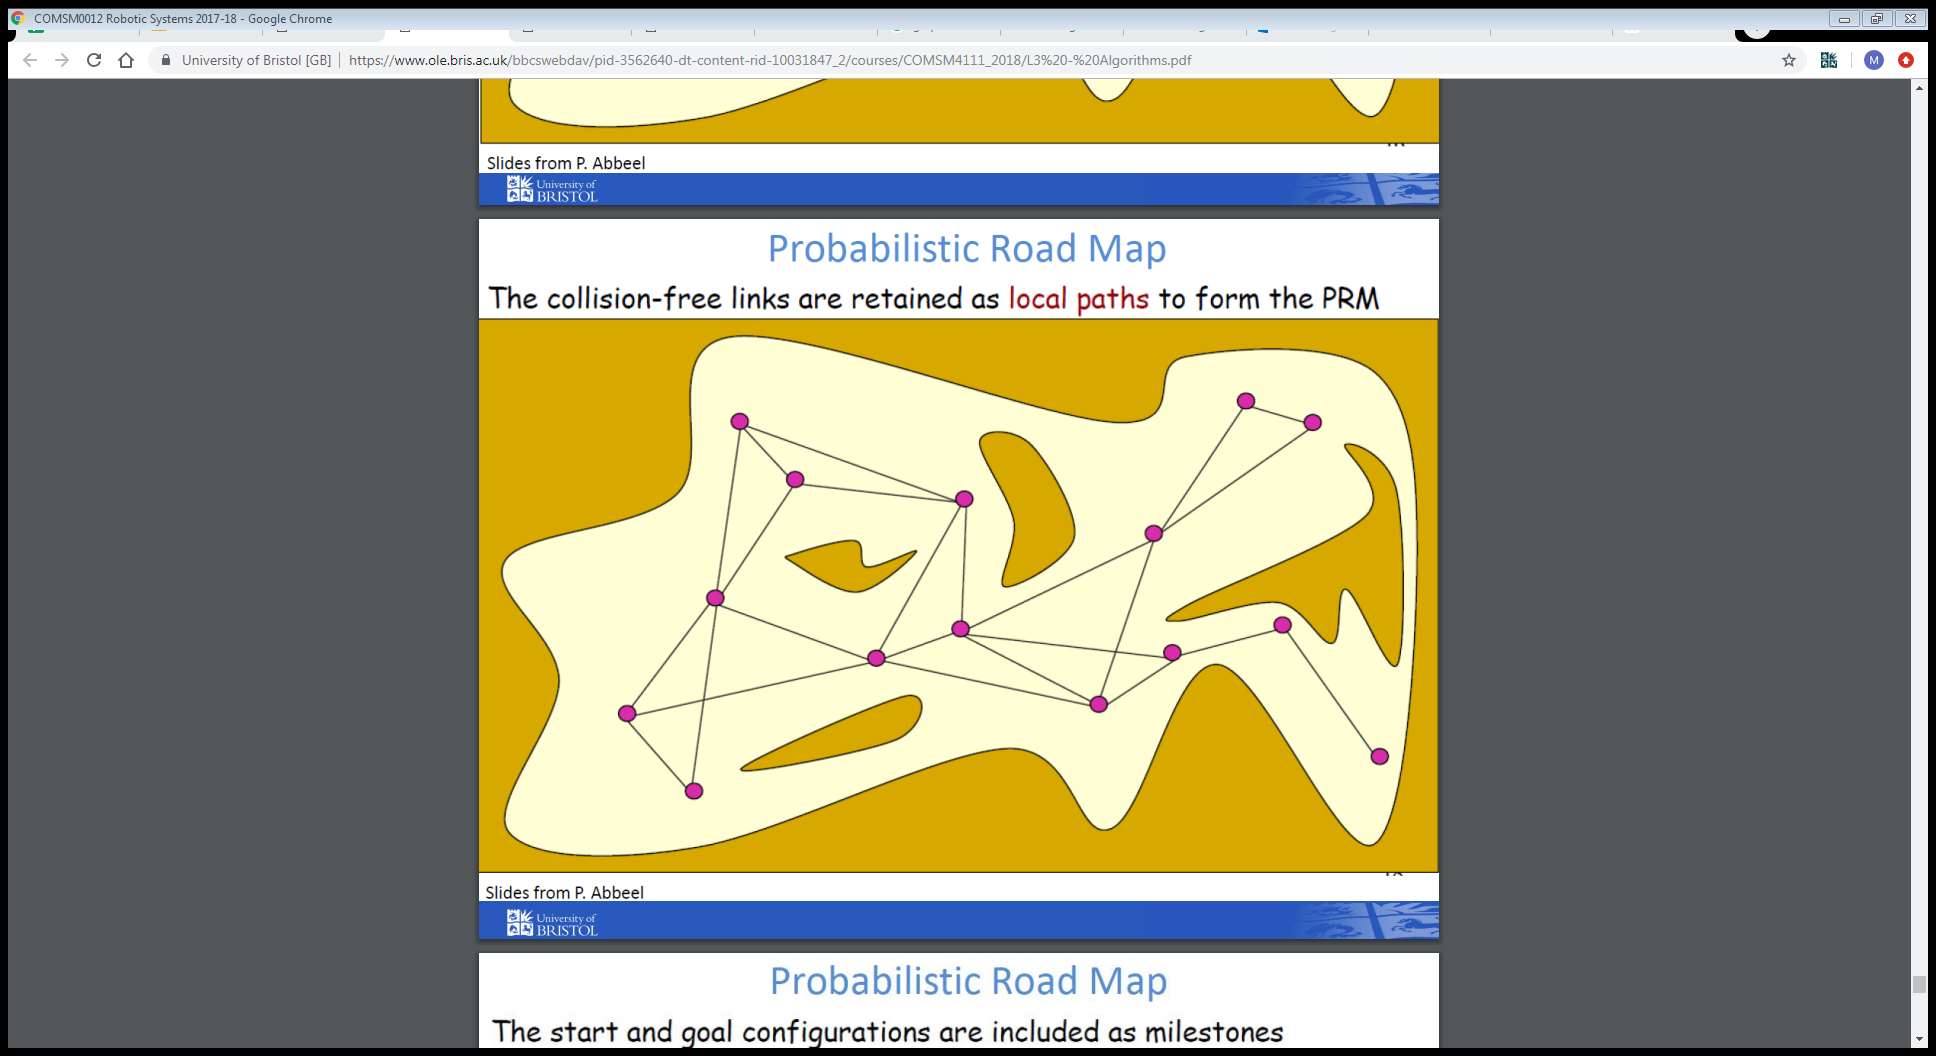 COMSM0012 Robotic Systems 2017-18 - Google Chrome
University of Bristol [GB] | https://www.ole.bris.ac.uk/bbcswebdav/pid-3562640-dt-content-rid-10031847_2/courses/COMSM4111_2018/L3%20-%20Algorithms.pdf
M
Slides from P. Abbeel
University of
BRISTOL
Probabilistic Road Map
The collision-free links are retained as local paths to form the PRM
Slides from P. Abbeel
University of
BRISTOL
Probabilistic Road Map
The start and goal configurations are included as milestones